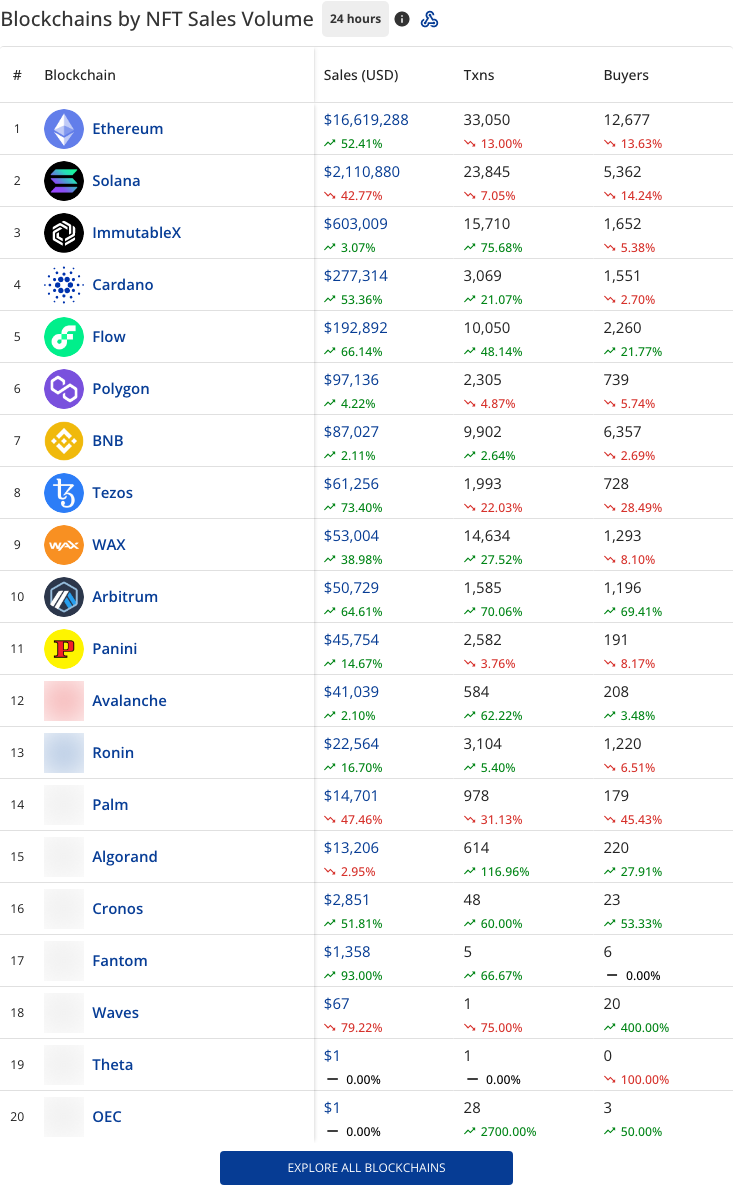 Blockchains by NFT Sales Volume 24 hours
# Blockchain Sales (USD) Txns Buyers
1 Ethereum $16,619,288 33,050 12,677
52.41% 13.00% 13.63%
2 Solana $2,110,880 23,845 5,362
42.77% 7.05% 14.24%
3 ImmutableX $603,009 15,710 1,652
3.07% 75.68% 5.38%
4 Cardano $277,314 3,069 1,551
53.36% 21.07% 2.70%
5 Flow $192,892 10,050 2,260
66.14% 48.14% 21.77%
6 Polygon $97,136 2,305 739
4.22% 4.87% 5.74%
7 BNB $87,027 9,902 6,357
2.11% 2.64% 2.69%
8 Tezos $61,256 1,993 728
73.40% 22.03% 28.49%
9 WAX WAX $53,004 14,634 1,293
38.98% 27.52% 8.10%
10 Arbitrum $50,729 1,585 1,196
64.61% 70.06% 69.41%
11 P Panini $45,754 2,582 191
14.67% 3.76% 8.17%
12 Avalanche $41,039 584 208
2.10% 62.22% 3.48%
13 Ronin $22,564 3,104 1,220
16.70% 5.40% 6.51%
14 Palm $14,701 978 179
47.46% 31.13% 45.43%
15 Algorand $13,206 614 220
2.95% 116.96% 27.91%
16 Cronos $2,851 48 23
51.81% 60.00% 53.33%
17 Fantom $1,358 5 6
93.00% 66.67% 0.00%
18 Waves $67 1 20
79.22% 75.00% 400.00%
19 Theta $1 1 0
0.00% 0.00% 100.00%
20 OEC $1 28 3
0.00% 2700.00% 50.00%
EXPLORE ALL BLOCKCHAINS